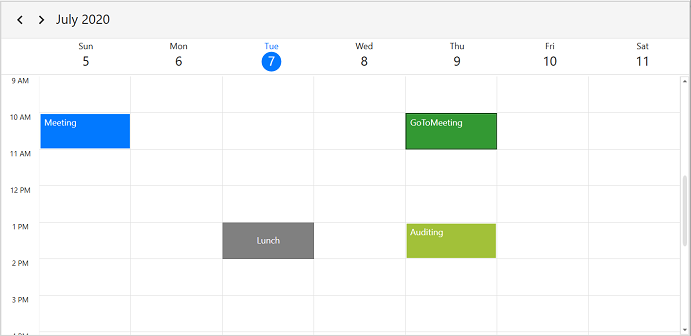 July 2020
Sun Mon Tue Wed Thu Fri Sat
5 6 7 8 9 10 11
9 AM
10 AM
Meeting GoToMeeting
11 AM
12 PM
1 PM
Lunch Auditing
2 PM
3 PM